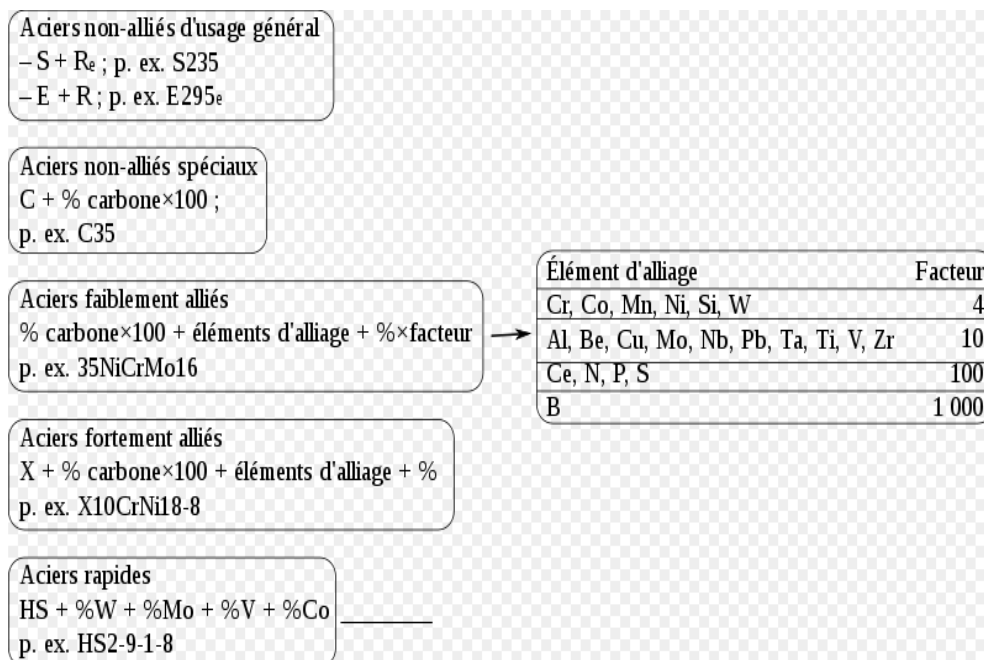 Aciers non-alliés d'usage général
– S + Re ; p. ex. S235
– E + R ; p. ex. E295e
Aciers non-alliés spéciaux
C + % carbone×100 ;
p. ex. C35
Aciers faiblement alliés
% carbone×100 + éléments d'alliage + %×facteur
p. ex. 35NiCrMo16
Élément d'alliage Facteur
Cr, Co, Mn, Ni, Si, W 4
Al, Be, Cu, Mo, Nb, Pb, Ta, Ti, V, Zr 10
Ce, N, P, S 100
B 1 000
Aciers fortement alliés
X + % carbone×100 + éléments d'alliage + %
p. ex. X10CrNi18-8
Aciers rapides
HS + %W + %Mo + %V + %Co
p. ex. HS2-9-1-8